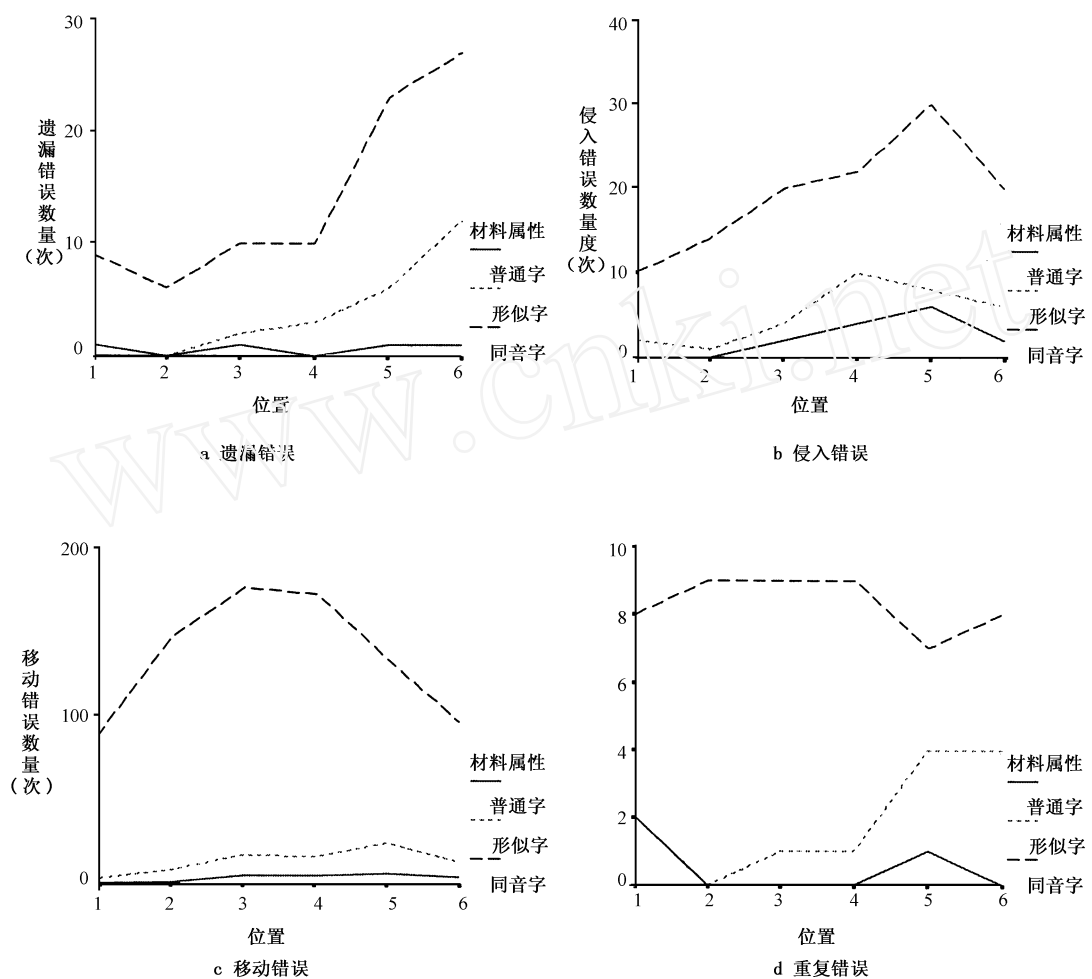 30
20
10
0
1 2 3 4 5 6
遗漏错误数量(次)
材料属性
普通字
形似字
同音字
位置
a 遗漏错误
40
30
20
10
0
1 2 3 4 5 6
侵入错误数量度(次)
材料属性
普通字
形似字
同音字
位置
b 侵入错误
www.cnki.net
200
100
0
1 2 3 4 5 6
移动错误数量(次)
材料属性
普通字
形似字
同音字
位置
c 移动错误
10
8
6
4
2
0
1 2 3 4 5 6
材料属性
普通字
形似字
同音字
位置
d 重复错误